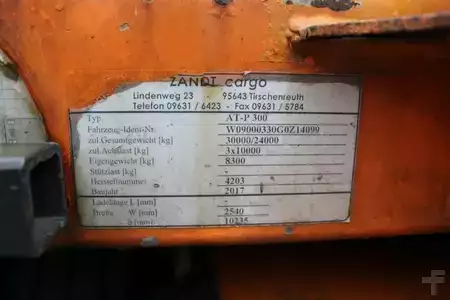 ZANDT cargo
Lindenweg 23 - 95643 Tirschenreuth
Telefon 09631 / 6423 - Fax 09631 / 5784
Typ AT-P 300
Fahrzeug-Ident-Nr. W09000330G0Z14099
zul.Gesamtgewicht [kg] 30000/24000
zul.Achslast [kg] 3x10000
Eigengewicht [kg] 8300
Stützlast [kg] -
Herstellnummer 4203
Baujahr 2017
Ladelänge L [mm] -
Breite W [mm] 2540
[mm] 10235